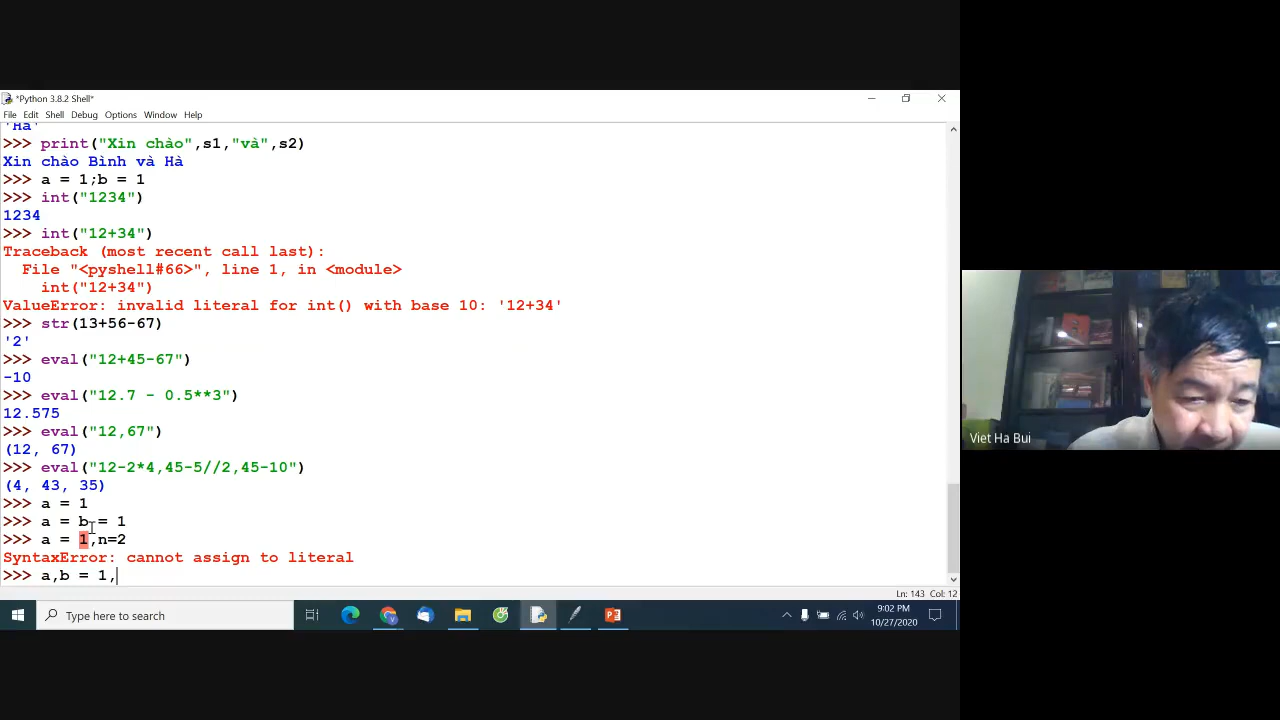 *Python 3.8.2 Shell*
File Edit Shell Debug Options Window Help
'Hà'
>>> print("Xin chào",s1,"và",s2)
Xin chào Bình và Hà
>>> a = 1;b = 1
>>> int("1234")
1234
>>> int("12+34")
Traceback (most recent call last):
  File "<pyshell#66>", line 1, in <module>
    int("12+34")
ValueError: invalid literal for int() with base 10: '12+34'
>>> str(13+56-67)
'2'
>>> eval("12+45-67")
-10
>>> eval("12.7 - 0.5**3")
12.575
>>> eval("12,67")
(12, 67)
>>> eval("12-2*4,45-5//2,45-10")
(4, 43, 35)
>>> a = 1
>>> a = b = 1
>>> a = 1,n=2
SyntaxError: cannot assign to literal
>>> a,b = 1,
Ln: 143 Col: 12
Viet Ha Bui
Type here to search
9:02 PM
10/27/2020